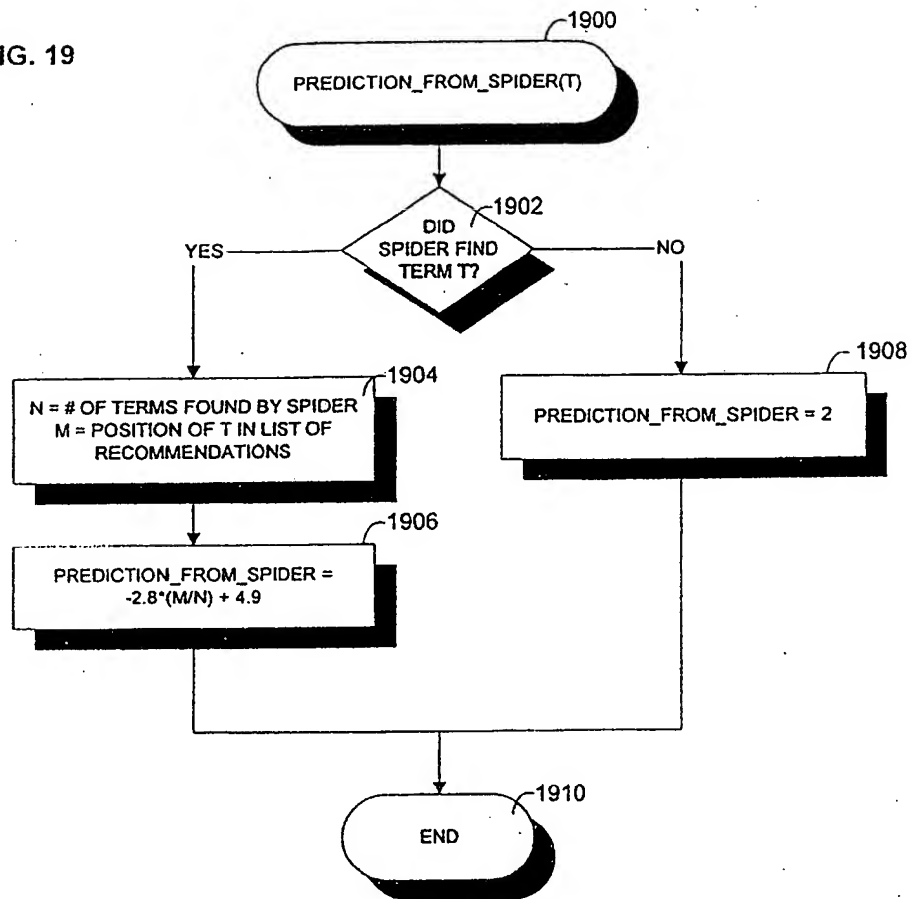 1900
IG. 19
PREDICTION_FROM_SPIDER(T)
1902
DID
SPIDER FIND
TERM T?
YES
NO
1904
N = # OF TERMS FOUND BY SPIDER
M = POSITION OF T IN LIST OF
RECOMMENDATIONS
1908
PREDICTION_FROM_SPIDER = 2
1906
PREDICTION_FROM_SPIDER =
-2.8*(M/N) + 4.9
1910
END